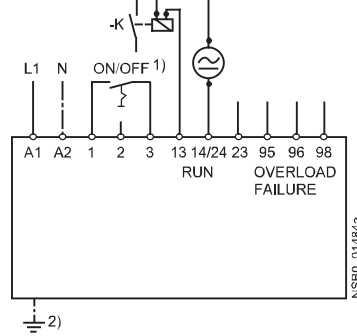 -K
L1 N ON/OFF 1)
A1 A2 1 2 3 13 14/24 23 95 96 98
RUN OVERLOAD
FAILURE
2)